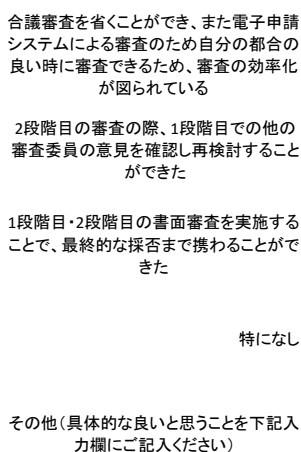 合議審査を省くことができ、また電子申請
システムによる審査のため自分の都合の
良い時に審査できるため、審査の効率化
が図られている
2段階目の審査の際、1段階目での他の
審査委員の意見を確認し再検討すること
ができた
1段階目・2段階目の書面審査を実施する
ことで、最終的な採否まで携わることがで
きた
特になし
その他（具体的な良いと思うことを下記入
力欄にご記入ください）